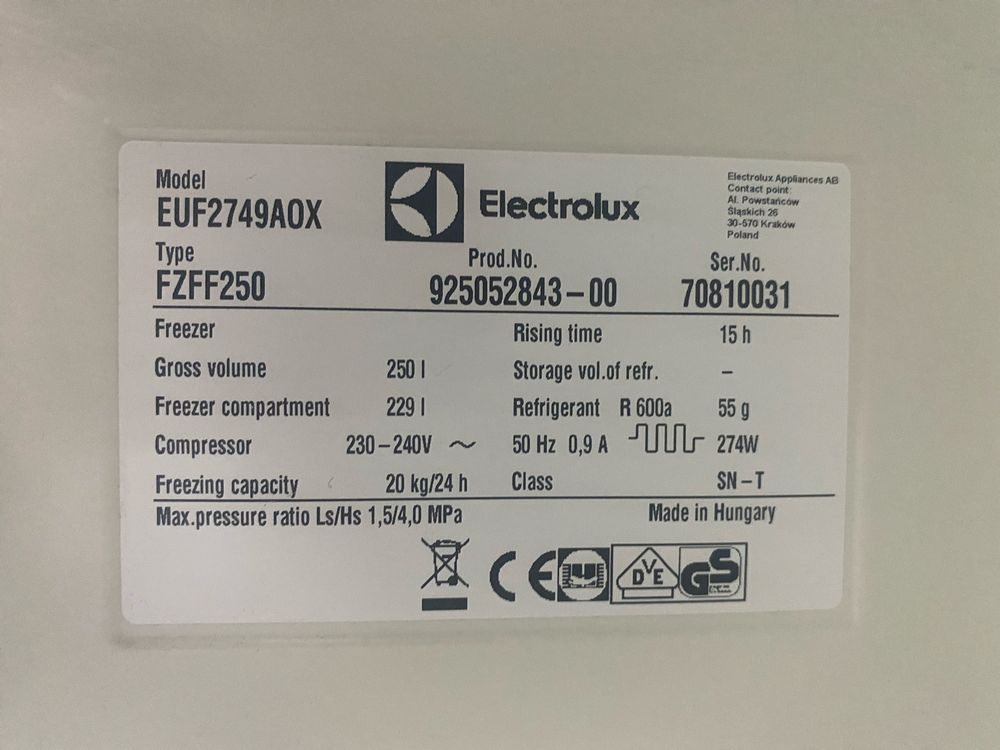 Model
EUF2749AOX
Electrolux
Electrolux Appliances AB
Contact point:
Al. Powstańców
Śląskich 26
30-570 Kraków
Poland
Type
FZFF250
Prod.No.
925052843-00
Ser.No.
70810031
Freezer
Rising time 15 h
Gross volume 250 l
Storage vol.of refr. –
Freezer compartment 229 l
Refrigerant R 600a 55 g
Compressor 230-240V ~ 50 Hz 0,9 A 274W
Freezing capacity 20 kg/24 h
Class SN-T
Max.pressure ratio Ls/Hs 1,5/4,0 MPa
Made in Hungary
CE
DVE
GS